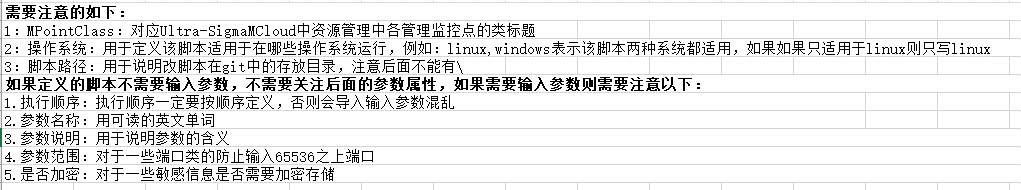 需要注意的如下：
1：MPointClass：对应Ultra-SigmaMCloud中资源管理中各管理监控点的类标题
2：操作系统：用于定义该脚本适用于在哪些操作系统运行，例如：linux,windows表示该脚本两种系统都适用，如果如果只适用于linux则只写linux
3：脚本路径：用于说明改脚本在git中的存放目录，注意后面不能有\
如果定义的脚本不需要输入参数，不需要关注后面的参数属性，如果需要输入参数则需要注意以下：
1.执行顺序：执行顺序一定要按顺序定义，否则会导入输入参数混乱
2.参数名称：用可读的英文单词
3.参数说明：用于说明参数的含义
4.参数范围：对于一些端口类的防止输入65536之上端口
5.是否加密：对于一些敏感信息是否需要加密存储